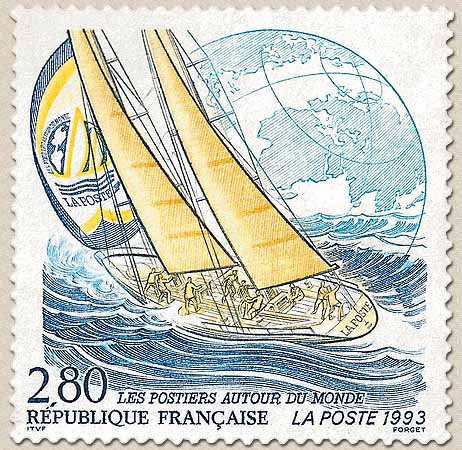 LA POSTE
LA POSTE
2,80 LES POSTIERS AUTOUR DU MONDE
RÉPUBLIQUE FRANÇAISE LA POSTE 1993
ITVF FORGET